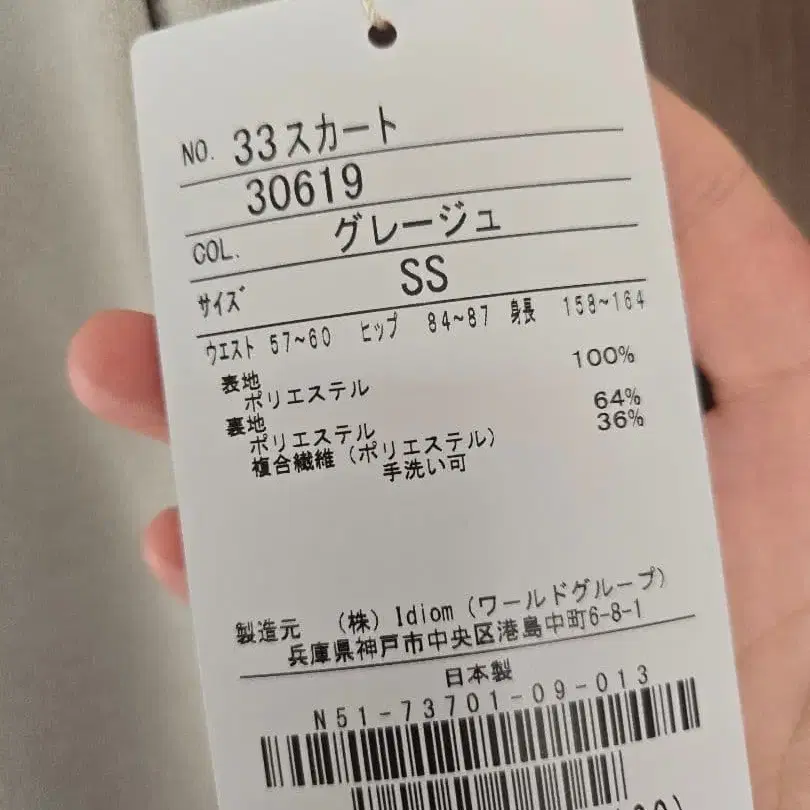 NO. 33スカート
30619
COL. グレージュ
サイズ SS
ウエスト 57~60 ヒップ 84~87 身長 158~164
表地 100%
ポリエステル
裏地 64%
ポリエステル 36%
複合繊維(ポリエステル)
手洗い可
製造元 (株)Idiom(ワールドグループ)
兵庫県神戸市中央区港島中町6-8-1
日本製
N51-73701-09-013